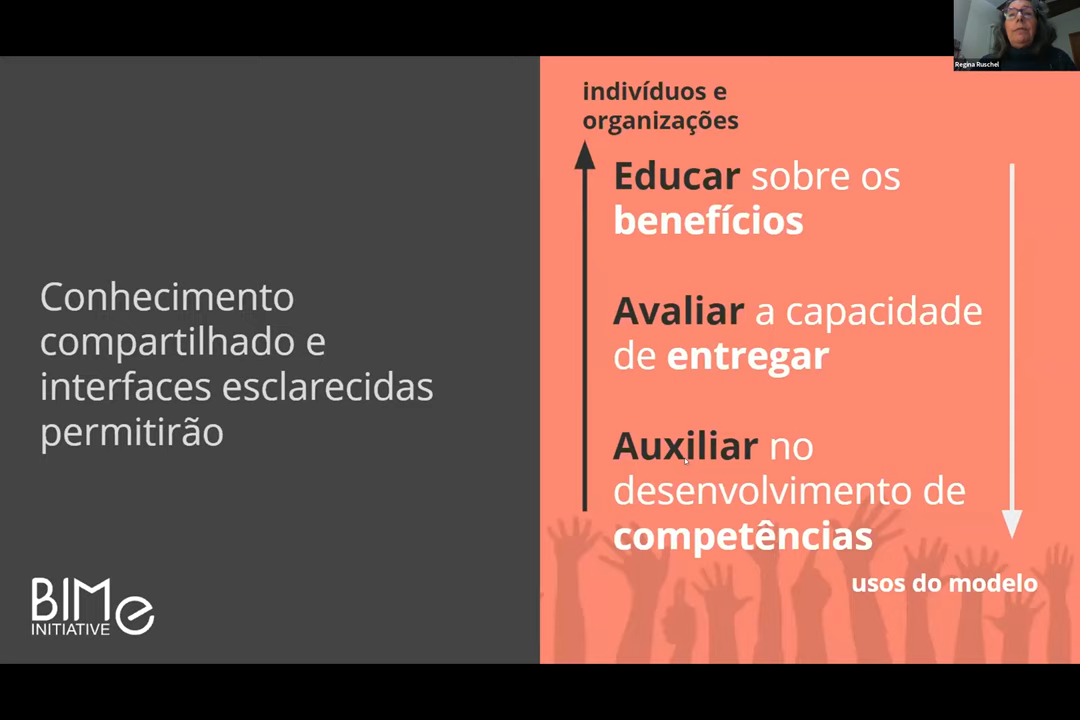 Regina Ruschel
Conhecimento
compartilhado e
interfaces esclarecidas
permitirão
BIMe
INITIATIVE
indivíduos e
organizações
Educar sobre os
benefícios
Avaliar a capacidade
de entregar
Auxiliar no
desenvolvimento de
competências
usos do modelo